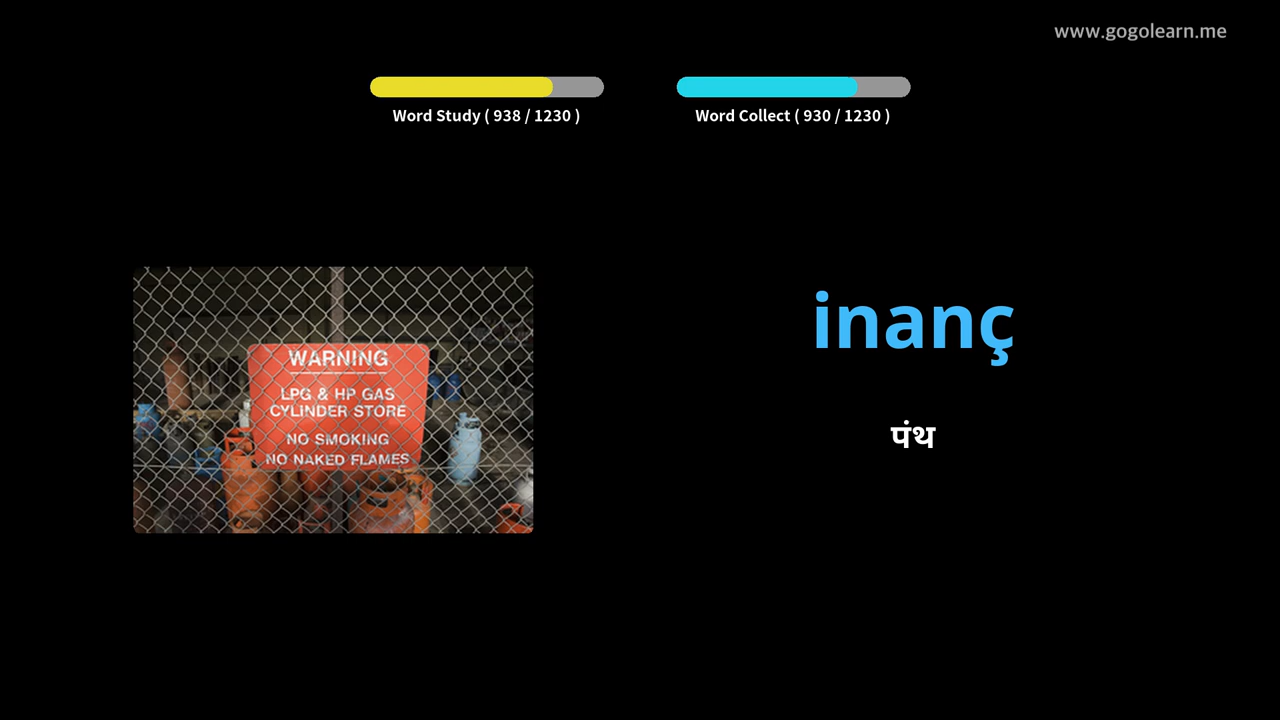 www.gogolearn.me
Word Study ( 938 / 1230 )
Word Collect ( 930 / 1230 )
WARNING
LPG & HP GAS
CYLINDER STORE
NO SMOKING
NO NAKED FLAMES
inanç
पंथ